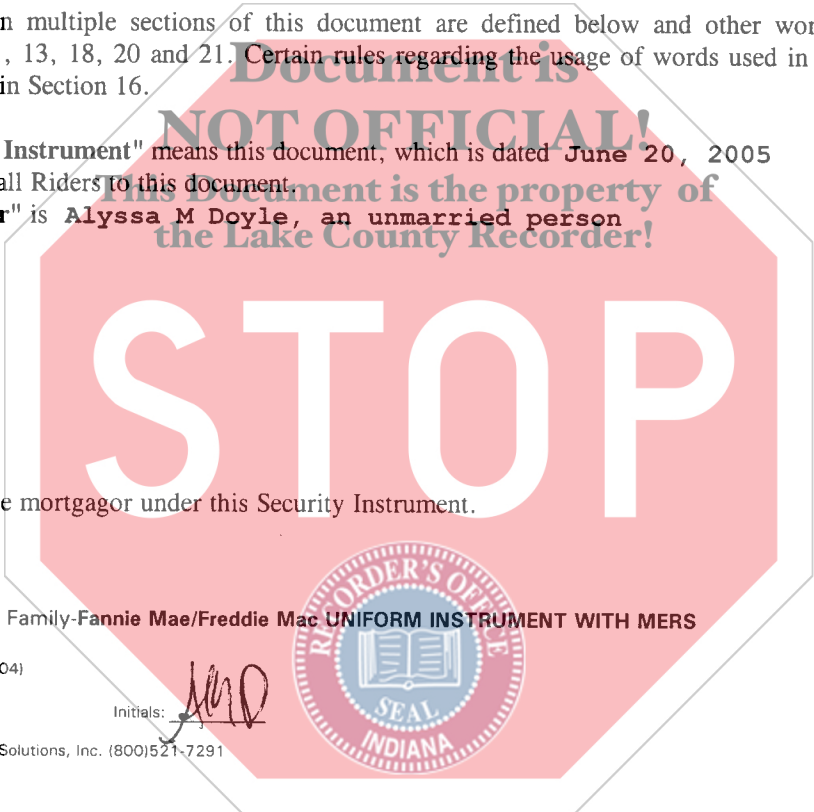 n multiple sections of this document are defined below and other wor
, 13, 18, 20 and 21. Certain rules regarding the usage of words used in
in Section 16.
Document is
NOT OFFICIAL!
Instrument" means this document, which is dated June 20, 2005
all Riders to this document.
This Document is the property of
r" is Alyssa M Doyle, an unmarried person
the Lake County Recorder!
STOP
e mortgagor under this Security Instrument.
RECORDER'S OFFICE
SEAL
INDIANA
Family-Fannie Mae/Freddie Mac UNIFORM INSTRUMENT WITH MERS
04)
Initials: AMD
Solutions, Inc. (800)521-7291